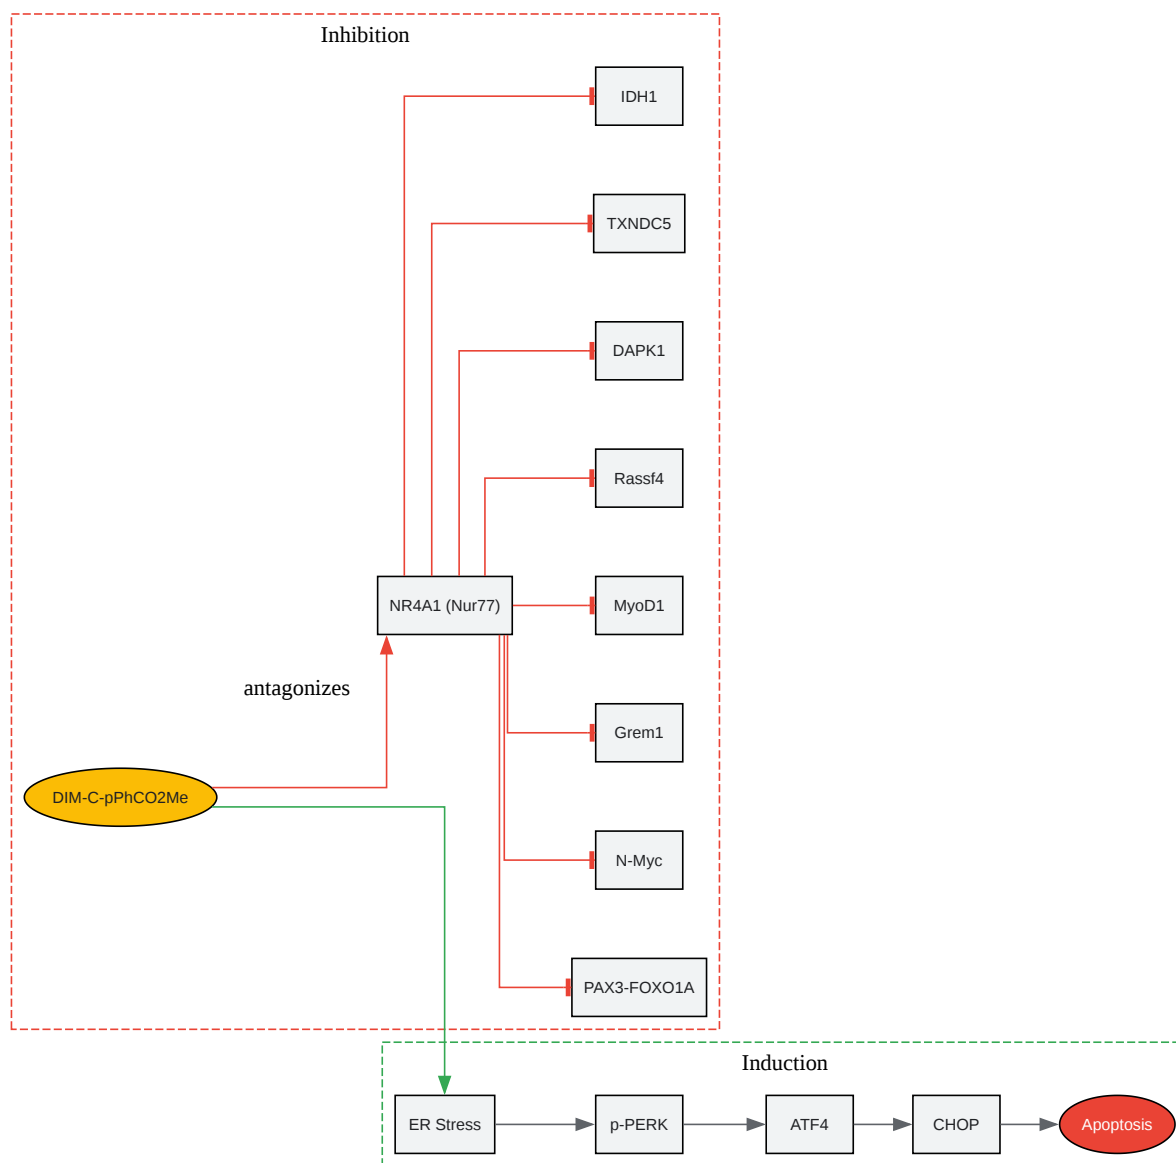 Inhibition
IDH1
TXNDC5
DAPK1
Rassf4
NR4A1 (Nur77)
MyoD1
antagonizes
Grem1
DIM-C-pPhCO2Me
N-Myc
PAX3-FOXO1A
Induction
ER Stress
p-PERK
ATF4
CHOP
Apoptosis